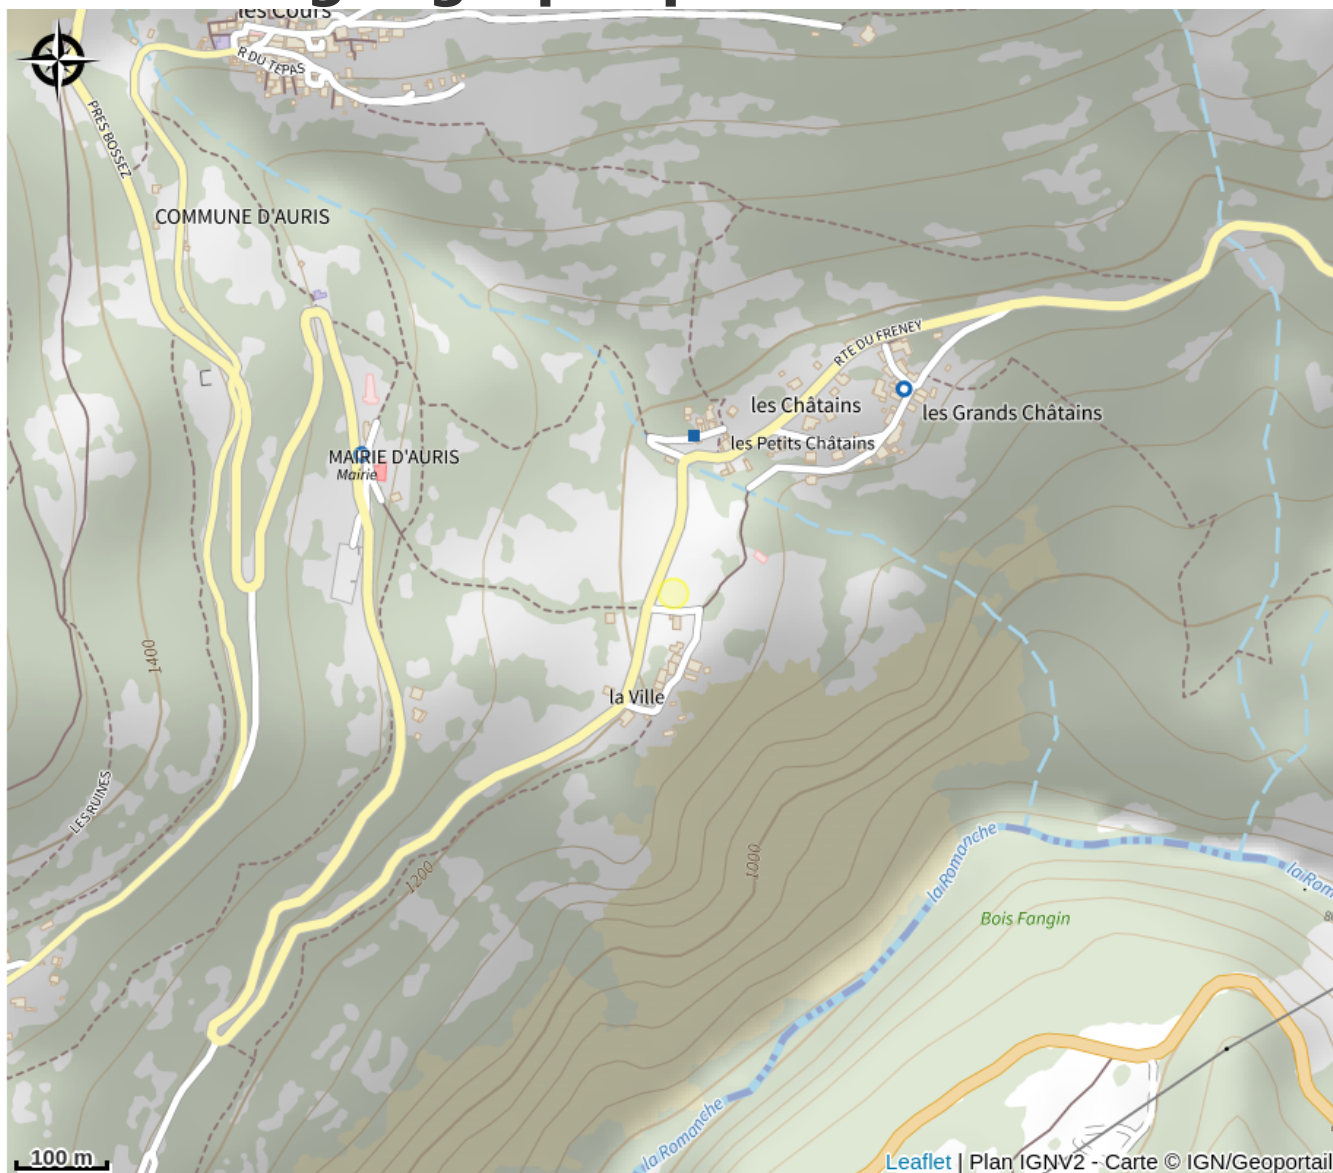 les Cours
R DU TEPAS
PRES BOSSEZ
COMMUNE D'AURIS
RTE DU FRENEY
les Châtains
les Grands Châtains
les Petits Châtains
MAIRIE D'AURIS
Mairie
1400
la Ville
LES RUINES
1200
1000
la Romanche
Bois Fangin
la Romanche
100 m
Leaflet | Plan IGNV2 - Carte © IGN/Geoportail